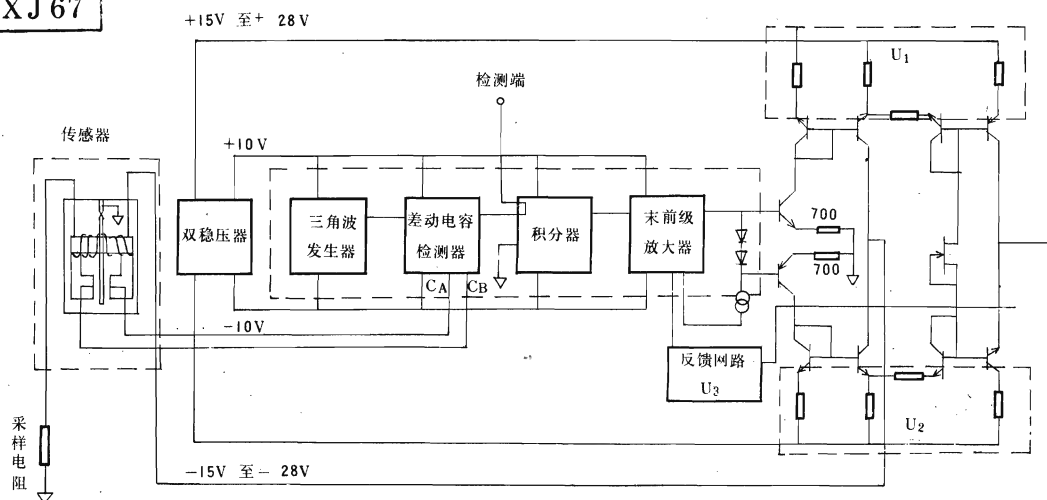 XJ67
+15V 至+ 28V
U1
检测端
传感器
+10V
双稳压器
三角波
发生器
差动电容
检测器
积分器
末前级
放大器
700
700
CA CB
-10V
反馈网路
U3
U2
采样电阻
-15V 至- 28V